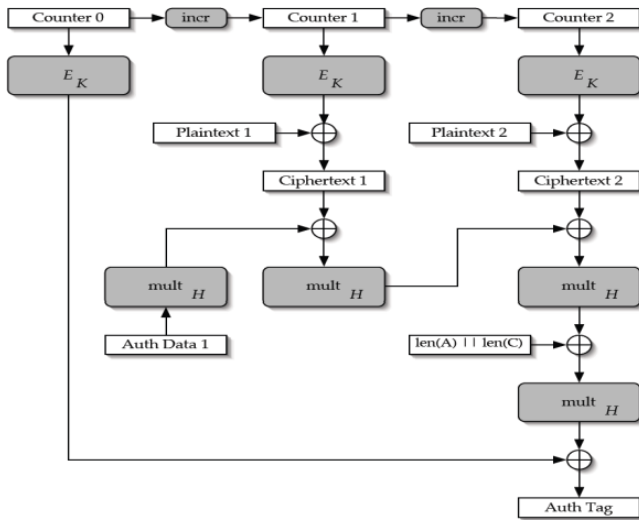 Counter 0 incr Counter 1 incr Counter 2
E K E K E K
Plaintext 1 Plaintext 2
Ciphertext 1 Ciphertext 2
mult H mult H mult H
Auth Data 1 len(A) || len(C)
mult H
Auth Tag